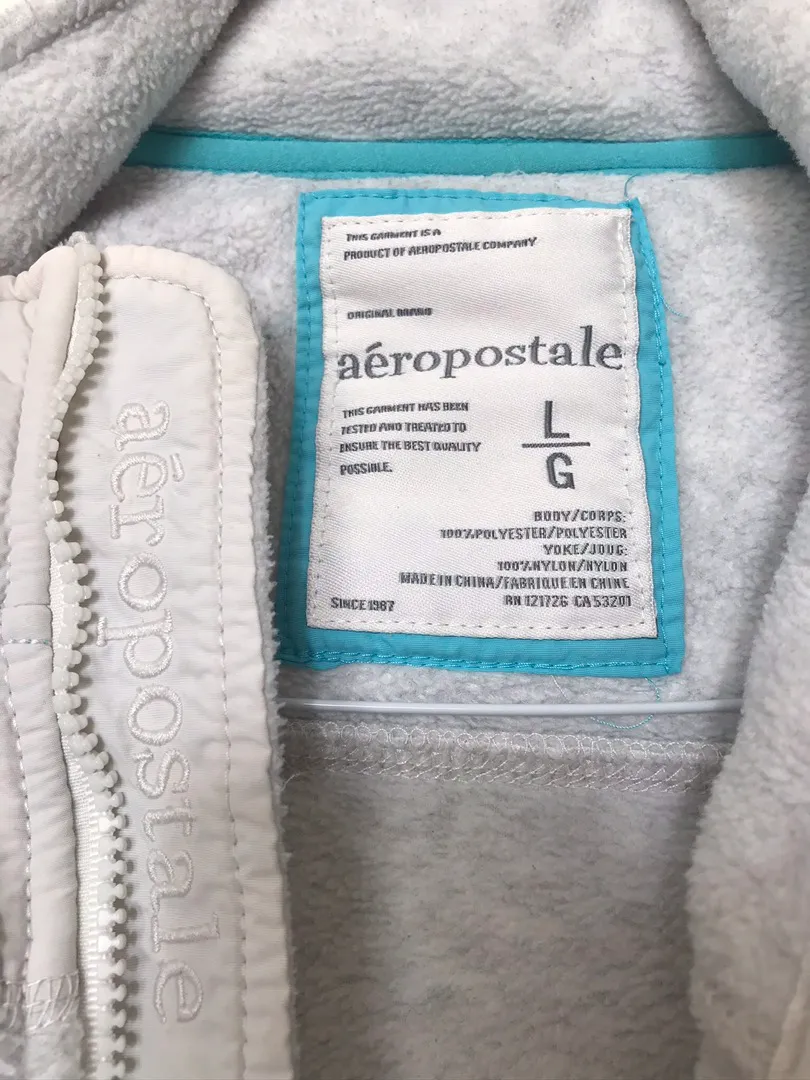 THIS GARMENT IS A
PRODUCT OF AEROPOSTALE COMPANY
ORIGINAL BRAND
aéropostale
THIS GARMENT HAS BEEN
TESTED AND TREATED TO
ENSURE THE BEST QUALITY
POSSIBLE.
L
G
BODY/CORPS:
100%POLYESTER/POLYESTER
YOKE/JOUG:
100%NYLON/NYLON
MADE IN CHINA/FABRIQUE EN CHINE
SINCE 1987
RN 121726 CA 53201
aéropostale